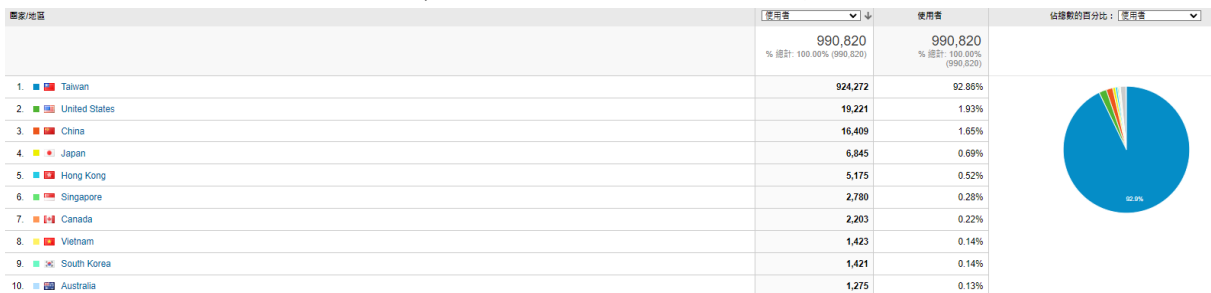 國家/地區 使用者 使用者 佔總數的百分比： 使用者
990,820 990,820
% 總計: 100.00% (990,820) % 總計: 100.00%
(990,820)
1. Taiwan 924,272 92.86%
2. United States 19,221 1.93%
3. China 16,409 1.65%
4. Japan 6,845 0.69%
5. Hong Kong 5,175 0.52%
6. Singapore 2,780 0.28%
92.9%
7. Canada 2,203 0.22%
8. Vietnam 1,423 0.14%
9. South Korea 1,421 0.14%
10. Australia 1,275 0.13%